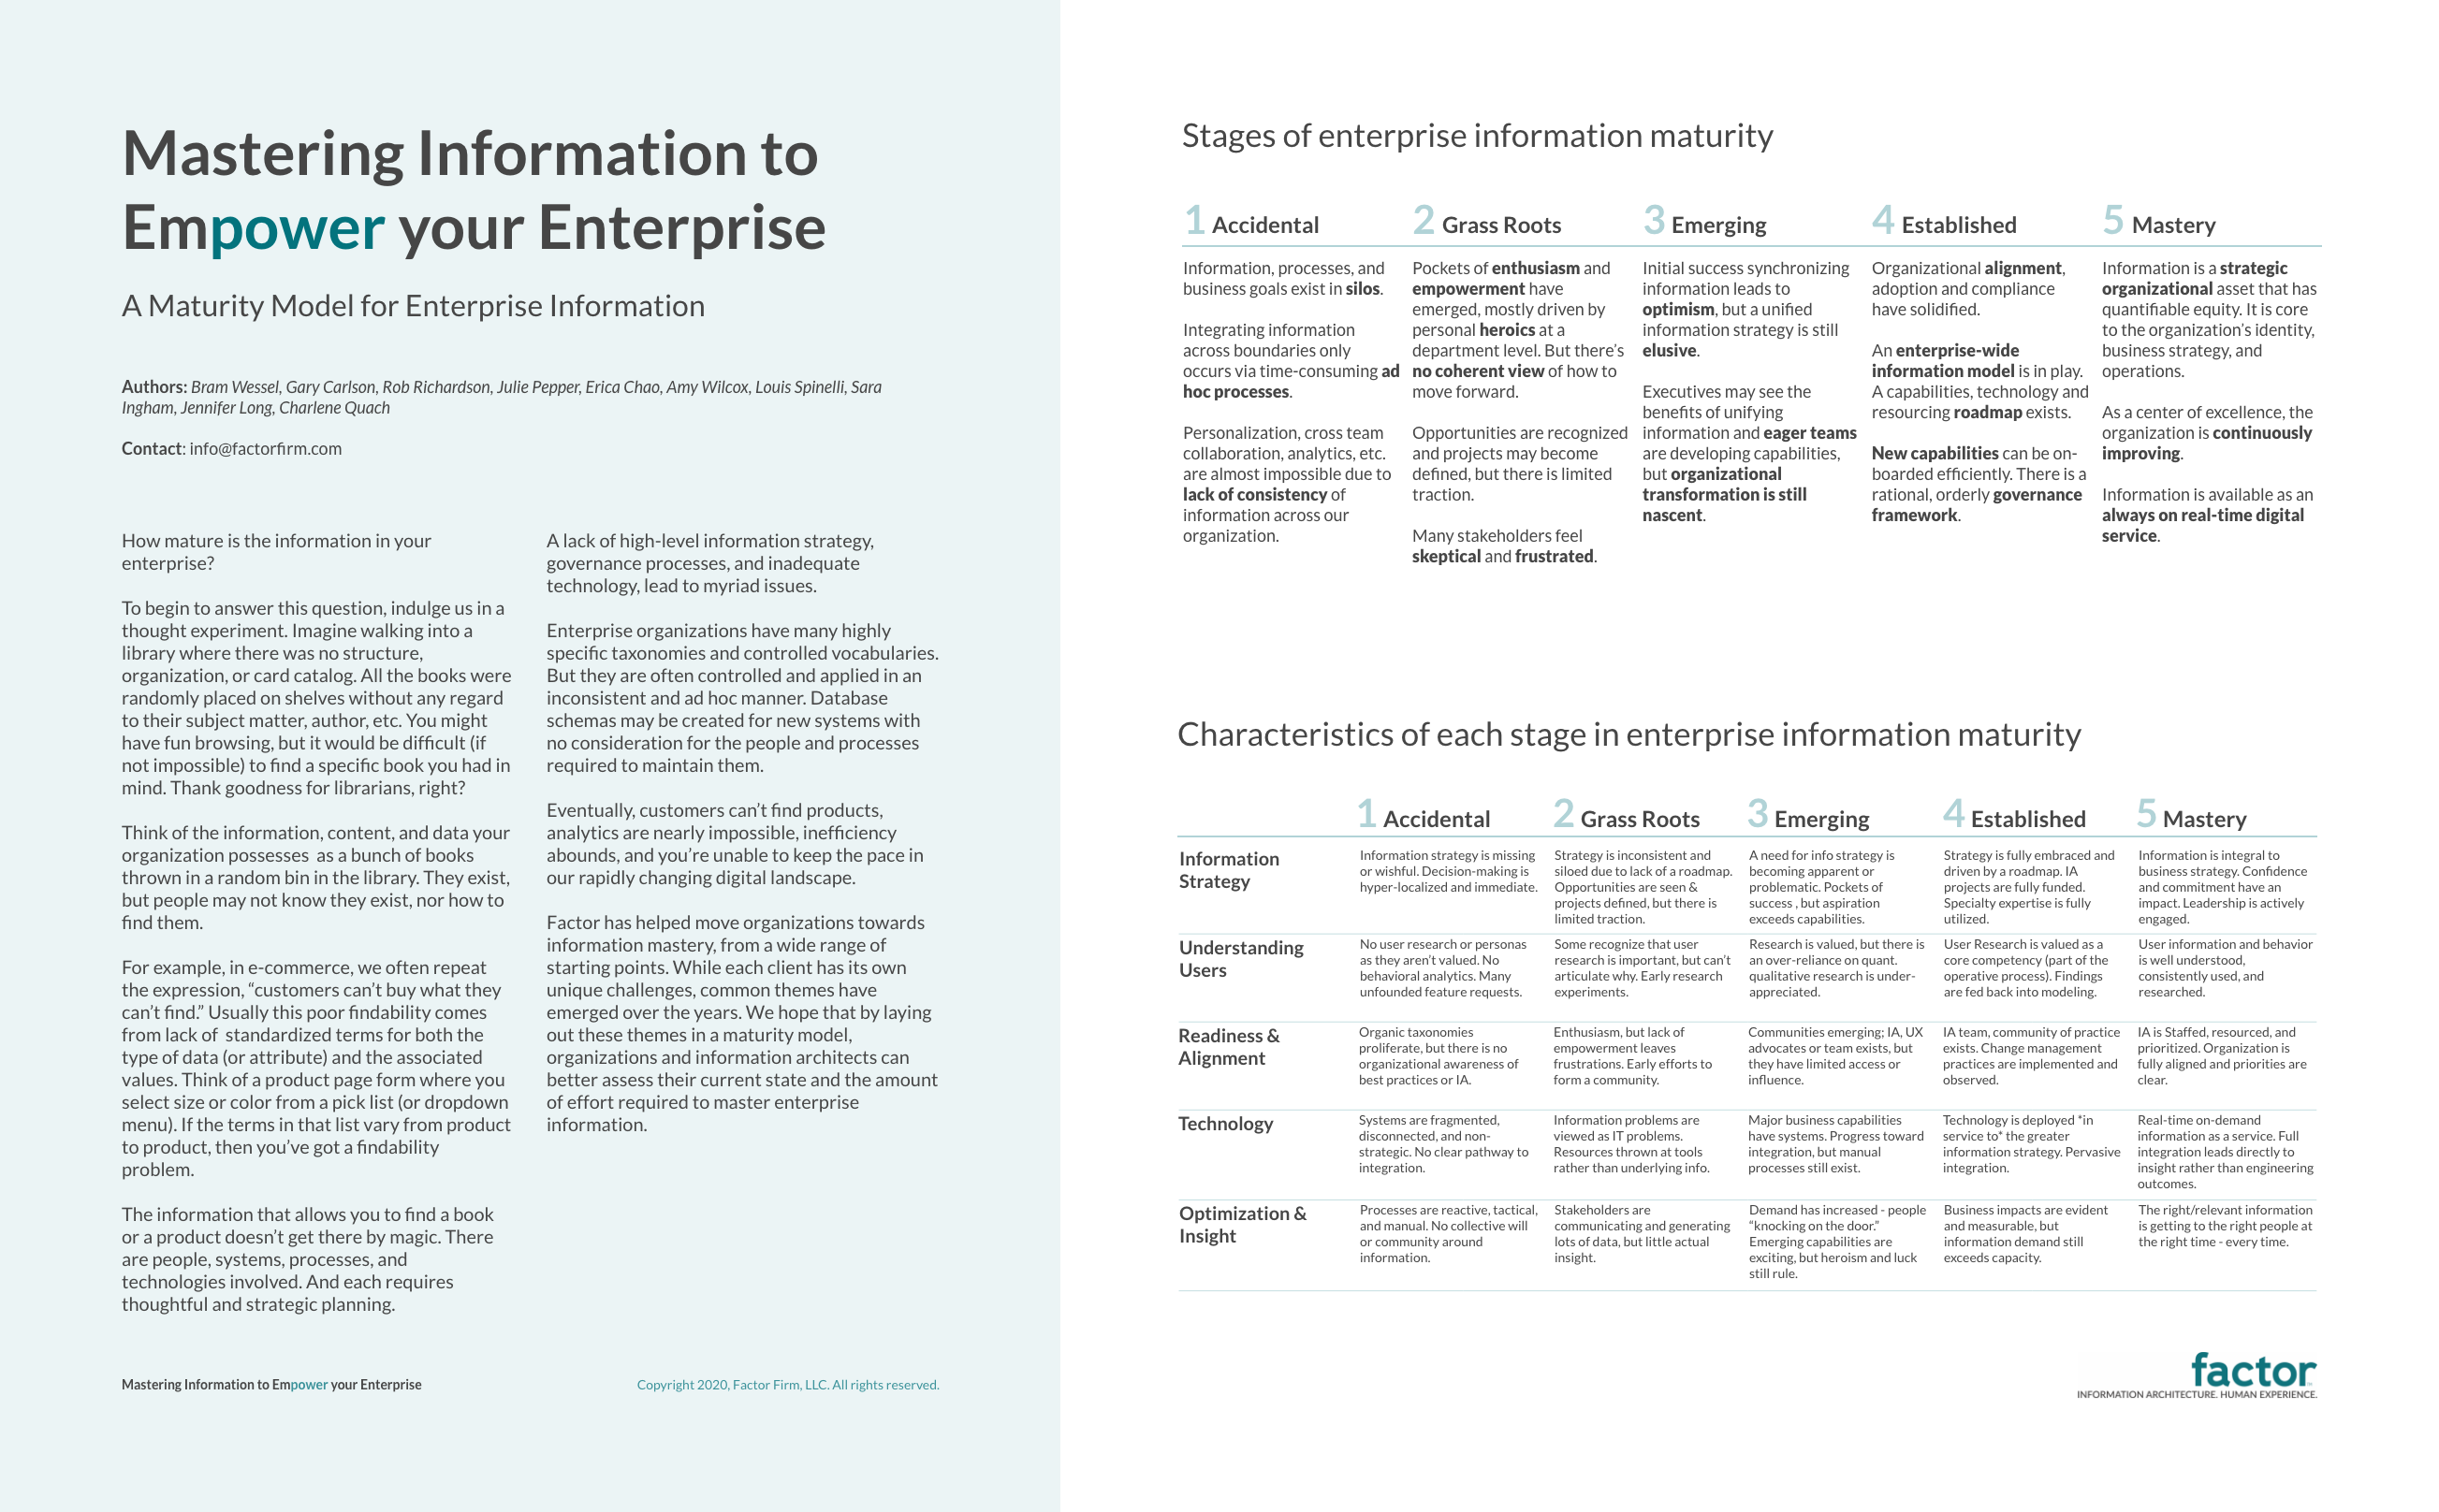 Mastering Information to
Empower your Enterprise
A Maturity Model for Enterprise Information
Authors: Bram Wessel, Gary Carlson, Rob Richardson, Julie Pepper, Erica Chao, Amy Wilcox, Louis Spinelli, Sara
Ingham, Jennifer Long, Charlene Quach
Contact: info@factorfirm.com
How mature is the information in your
enterprise?
To begin to answer this question, indulge us in a
thought experiment. Imagine walking into a
library where there was no structure,
organization, or card catalog. All the books were
randomly placed on shelves without any regard
to their subject matter, author, etc. You might
have fun browsing, but it would be difficult (if
not impossible) to find a specific book you had in
mind. Thank goodness for librarians, right?
Think of the information, content, and data your
organization possesses  as a bunch of books
thrown in a random bin in the library. They exist,
but people may not know they exist, nor how to
find them.
For example, in e-commerce, we often repeat
the expression, “customers can’t buy what they
can’t find.” Usually this poor findability comes
from lack of  standardized terms for both the
type of data (or attribute) and the associated
values. Think of a product page form where you
select size or color from a pick list (or dropdown
menu). If the terms in that list vary from product
to product, then you’ve got a findability
problem.
The information that allows you to find a book
or a product doesn’t get there by magic. There
are people, systems, processes, and
technologies involved. And each requires
thoughtful and strategic planning.
A lack of high-level information strategy,
governance processes, and inadequate
technology, lead to myriad issues.
Enterprise organizations have many highly
specific taxonomies and controlled vocabularies.
But they are often controlled and applied in an
inconsistent and ad hoc manner. Database
schemas may be created for new systems with
no consideration for the people and processes
required to maintain them.
Eventually, customers can’t find products,
analytics are nearly impossible, inefficiency
abounds, and you’re unable to keep the pace in
our rapidly changing digital landscape.
Factor has helped move organizations towards
information mastery, from a wide range of
starting points. While each client has its own
unique challenges, common themes have
emerged over the years. We hope that by laying
out these themes in a maturity model,
organizations and information architects can
better assess their current state and the amount
of effort required to master enterprise
information.
Mastering Information to Empower your Enterprise
Copyright 2020, Factor Firm, LLC. All rights reserved.
Stages of enterprise information maturity
1 Accidental
Information, processes, and
business goals exist in silos.
Integrating information
across boundaries only
occurs via time-consuming ad
hoc processes.
Personalization, cross team
collaboration, analytics, etc.
are almost impossible due to
lack of consistency of
information across our
organization.
2 Grass Roots
Pockets of enthusiasm and
empowerment have
emerged, mostly driven by
personal heroics at a
department level. But there’s
no coherent view of how to
move forward.
Opportunities are recognized
and projects may become
defined, but there is limited
traction.
Many stakeholders feel
skeptical and frustrated.
3 Emerging
Initial success synchronizing
information leads to
optimism, but a unified
information strategy is still
elusive.
Executives may see the
benefits of unifying
information and eager teams
are developing capabilities,
but organizational
transformation is still
nascent.
4 Established
Organizational alignment,
adoption and compliance
have solidified.
An enterprise-wide
information model is in play.
A capabilities, technology and
resourcing roadmap exists.
New capabilities can be on-
boarded efficiently. There is a
rational, orderly governance
framework.
5 Mastery
Information is a strategic
organizational asset that has
quantifiable equity. It is core
to the organization’s identity,
business strategy, and
operations.
As a center of excellence, the
organization is continuously
improving.
Information is available as an
always on real-time digital
service.
Characteristics of each stage in enterprise information maturity
1 Accidental
2 Grass Roots
3 Emerging
4 Established
5 Mastery
Information
Strategy
Information strategy is missing
or wishful. Decision-making is
hyper-localized and immediate.
Strategy is inconsistent and
siloed due to lack of a roadmap.
Opportunities are seen &
projects defined, but there is
limited traction.
A need for info strategy is
becoming apparent or
problematic. Pockets of
success , but aspiration
exceeds capabilities.
Strategy is fully embraced and
driven by a roadmap. IA
projects are fully funded.
Specialty expertise is fully
utilized.
Information is integral to
business strategy. Confidence
and commitment have an
impact. Leadership is actively
engaged.
Understanding
Users
No user research or personas
as they aren’t valued. No
behavioral analytics. Many
unfounded feature requests.
Some recognize that user
research is important, but can’t
articulate why. Early research
experiments.
Research is valued, but there is
an over-reliance on quant.
qualitative research is under-
appreciated.
User Research is valued as a
core competency (part of the
operative process). Findings
are fed back into modeling.
User information and behavior
is well understood,
consistently used, and
researched.
Readiness &
Alignment
Organic taxonomies
proliferate, but there is no
organizational awareness of
best practices or IA.
Enthusiasm, but lack of
empowerment leaves
frustrations. Early efforts to
form a community.
Communities emerging; IA, UX
advocates or team exists, but
they have limited access or
influence.
IA team, community of practice
exists. Change management
practices are implemented and
observed.
IA is Staffed, resourced, and
prioritized. Organization is
fully aligned and priorities are
clear.
Technology
Systems are fragmented,
disconnected, and non-
strategic. No clear pathway to
integration.
Information problems are
viewed as IT problems.
Resources thrown at tools
rather than underlying info.
Major business capabilities
have systems. Progress toward
integration, but manual
processes still exist.
Technology is deployed *in
service to* the greater
information strategy. Pervasive
integration.
Real-time on-demand
information as a service. Full
integration leads directly to
insight rather than engineering
outcomes.
Optimization &
Insight
Processes are reactive, tactical,
and manual. No collective will
or community around
information.
Stakeholders are
communicating and generating
lots of data, but little actual
insight.
Demand has increased - people
“knocking on the door.”
Emerging capabilities are
exciting, but heroism and luck
still rule.
Business impacts are evident
and measurable, but
information demand still
exceeds capacity.
The right/relevant information
is getting to the right people at
the right time - every time.
factor
INFORMATION ARCHITECTURE. HUMAN EXPERIENCE.